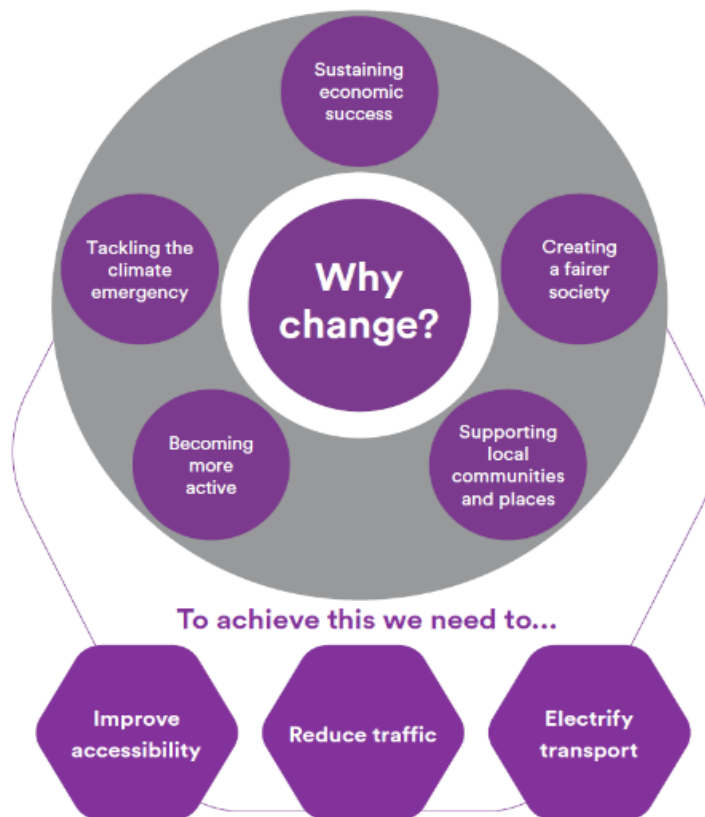 Sustaining
economic
success
Tackling the
climate
emergency
Why
change?
Creating
a fairer
society
Becoming
more
active
Supporting
local
communities
and places
To achieve this we need to...
Improve
accessibility
Reduce traffic
Electrify
transport